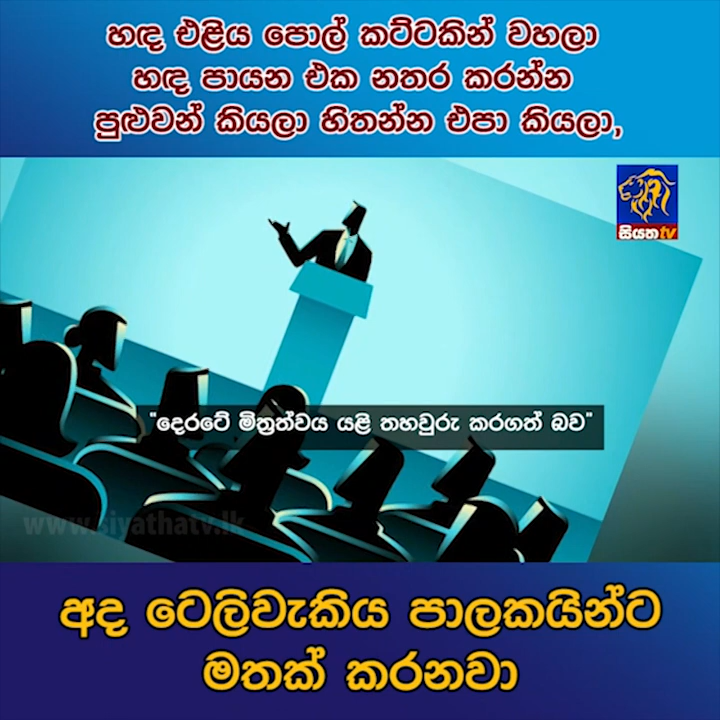 හඳ එළිය පොල් කට්ටකින් වහලා
හඳ පායන එක නතර කරන්න
පුළුවන් කියලා හිතන්න එපා කියලා,
සියත tv
"දෙරටේ මිත්‍රත්වය යළි තහවුරු කරගත් බව"
www.siyathatv.lk
අද ටෙලිවැකිය පාලකයින්ට
මතක් කරනවා